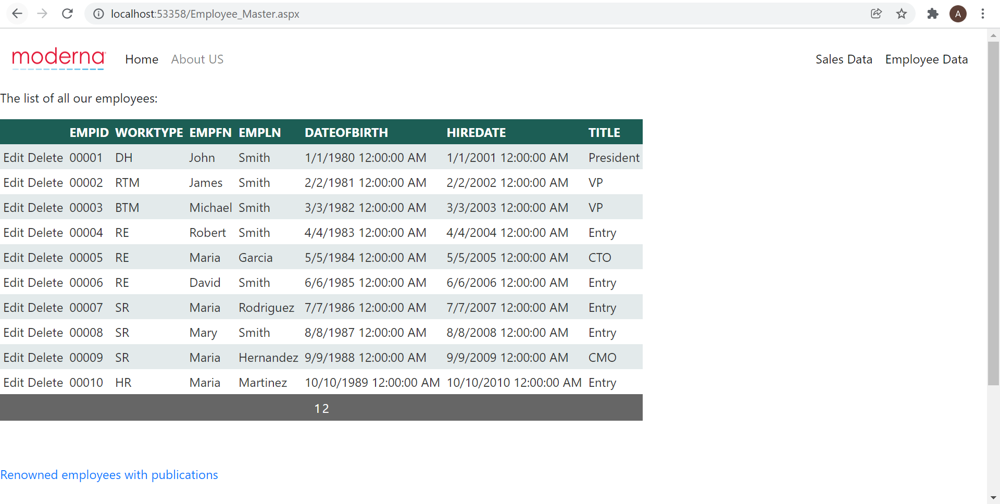 localhost:53358/Employee_Master.aspx A
moderna Home About US Sales Data Employee Data
The list of all our employees:
EMPID WORKTYPE EMPFN EMPLN DATEOFBIRTH HIREDATE TITLE
Edit Delete 00001 DH John Smith 1/1/1980 12:00:00 AM 1/1/2001 12:00:00 AM President
Edit Delete 00002 RTM James Smith 2/2/1981 12:00:00 AM 2/2/2002 12:00:00 AM VP
Edit Delete 00003 BTM Michael Smith 3/3/1982 12:00:00 AM 3/3/2003 12:00:00 AM VP
Edit Delete 00004 RE Robert Smith 4/4/1983 12:00:00 AM 4/4/2004 12:00:00 AM Entry
Edit Delete 00005 RE Maria Garcia 5/5/1984 12:00:00 AM 5/5/2005 12:00:00 AM CTO
Edit Delete 00006 RE David Smith 6/6/1985 12:00:00 AM 6/6/2006 12:00:00 AM Entry
Edit Delete 00007 SR Maria Rodriguez 7/7/1986 12:00:00 AM 7/7/2007 12:00:00 AM Entry
Edit Delete 00008 SR Mary Smith 8/8/1987 12:00:00 AM 8/8/2008 12:00:00 AM Entry
Edit Delete 00009 SR Maria Hernandez 9/9/1988 12:00:00 AM 9/9/2009 12:00:00 AM CMO
Edit Delete 00010 HR Maria Martinez 10/10/1989 12:00:00 AM 10/10/2010 12:00:00 AM Entry
1 2
Renowned employees with publications